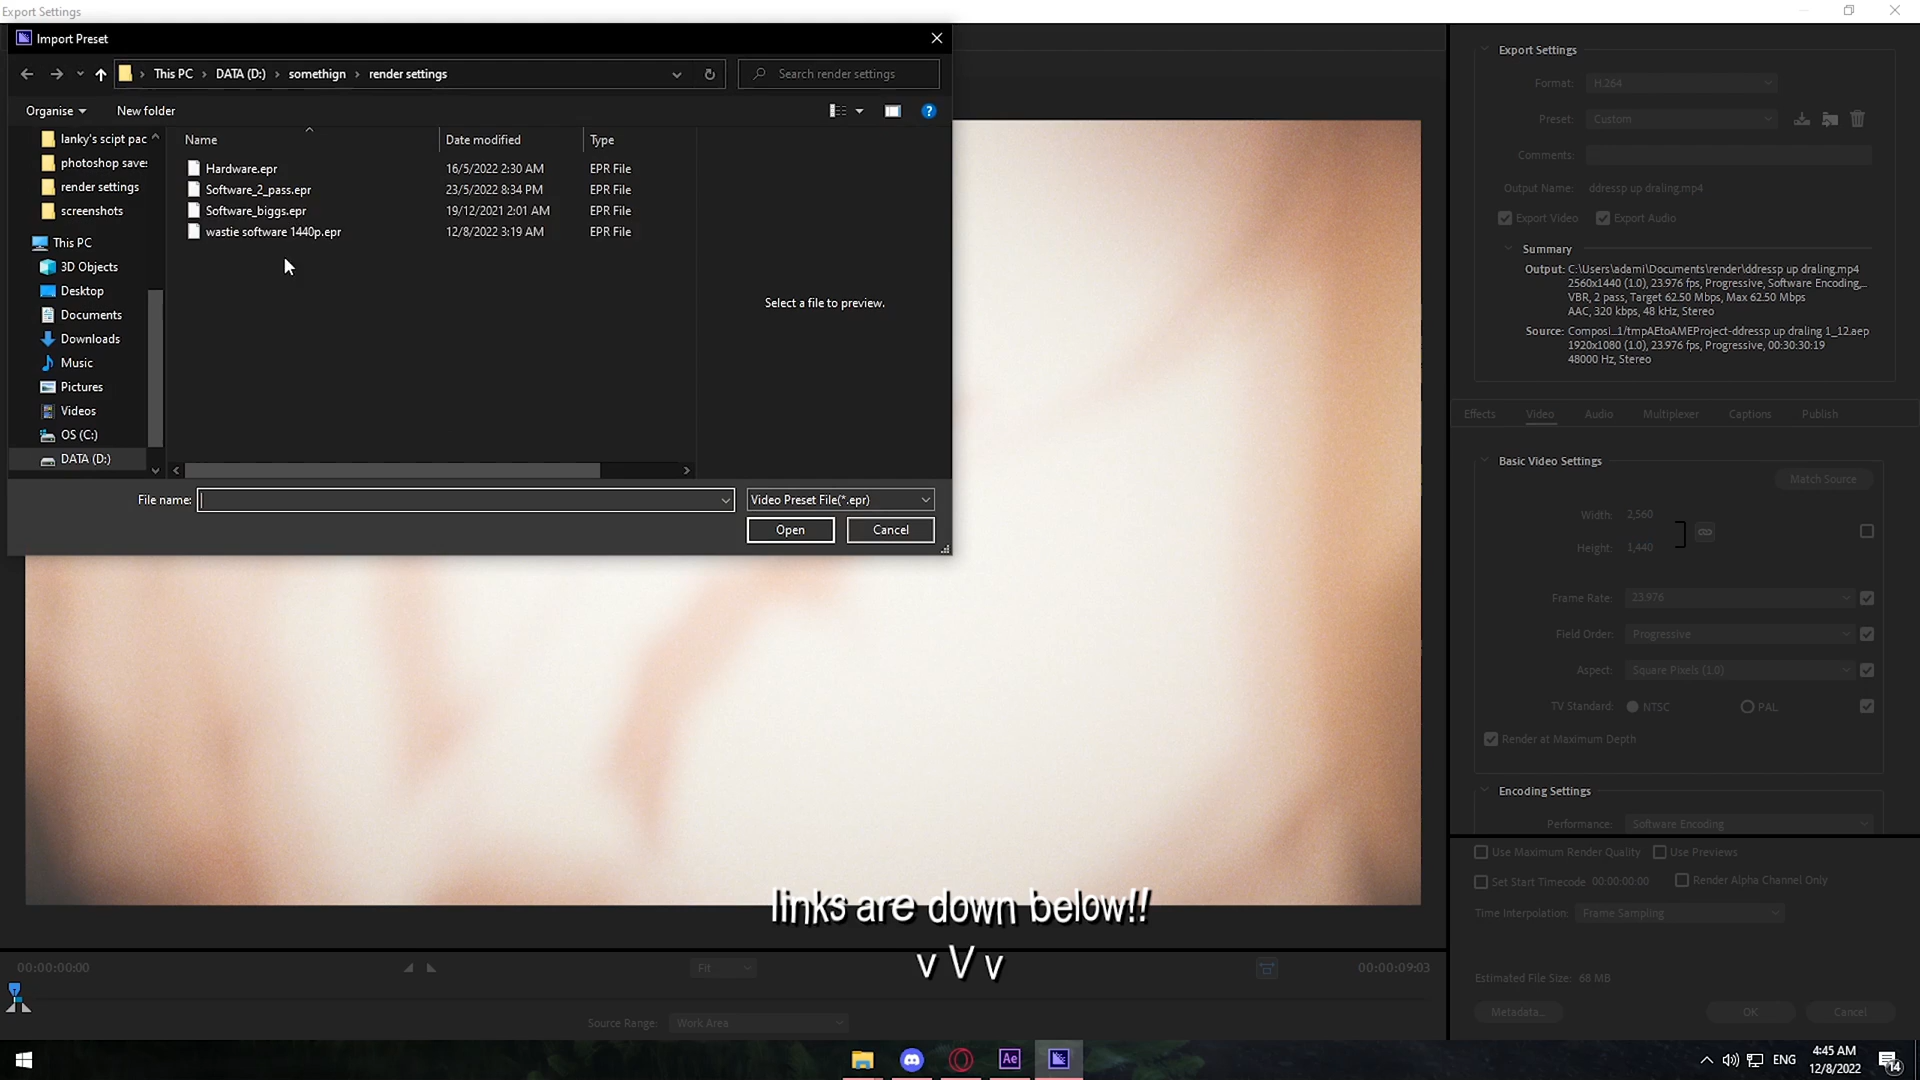 Export Settings
Import Preset
This PC
DATA (D:)
somethign
render settings
Search render settings
Organise
New folder
Name
Date modified
Type
lanky's scipt pac
photoshop save:
render settings
screenshots
This PC
3D Objects
Desktop
Documents
Downloads
Music
Pictures
Videos
OS (C:)
DATA (D:)
Hardware.epr 16/5/2022 2:30 AM EPR File
Software_2_pass.epr 23/5/2022 8:34 PM EPR File
Software_biggs.epr 19/12/2021 2:01 AM EPR File
wastie software 1440p.epr 12/8/2022 3:19 AM EPR File
Select a file to preview.
File name:
Video Preset File(*.epr)
Open
Cancel
Export Settings
Format: H.264
Preset: Custom
Comments:
Output Name: ddressp up draling.mp4
Export Video
Export Audio
Summary
Output: C:\Users\adami\Documents\render\ddressp up draling.mp4
2560x1440 (1.0), 23.976 fps, Progressive, Software Encoding,...
VBR, 2 pass, Target 62.50 Mbps, Max 62.50 Mbps
AAC, 320 kbps, 48 kHz, Stereo
Source: Composi_1/tmpAEtoAMEProject-ddressp up draling 1_12.aep
1920x1080 (1.0), 23.976 fps, Progressive, 00:30:30:19
48000 Hz, Stereo
Effects
Video
Audio
Multiplexer
Captions
Publish
Basic Video Settings
Match Source
Width: 2,560
Height: 1,440
Frame Rate: 23.976
Field Order: Progressive
Aspect: Square Pixels (1.0)
TV Standard: NTSC PAL
Render at Maximum Depth
Encoding Settings
Performance: Software Encoding
Use Maximum Render Quality
Use Previews
Set Start Timecode 00:00:00:00
Render Alpha Channel Only
Time Interpolation: Frame Sampling
Estimated File Size: 68 MB
Metadata...
OK
Cancel
links are down below!!
v V v
00:00:00:00
Fit
00:00:09:03
Source Range: Work Area
Ae
ENG
4:45 AM
12/8/2022
14